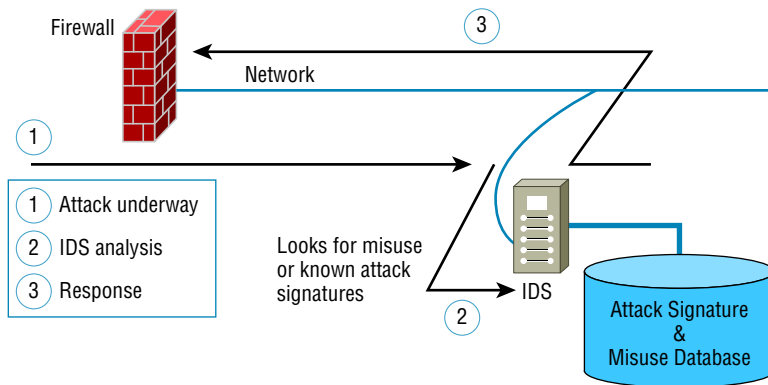 Firewall
3
Network
1
1 Attack underway
2 IDS analysis
3 Response
Looks for misuse
or known attack
signatures
2
IDS
Attack Signature
&
Misuse Database